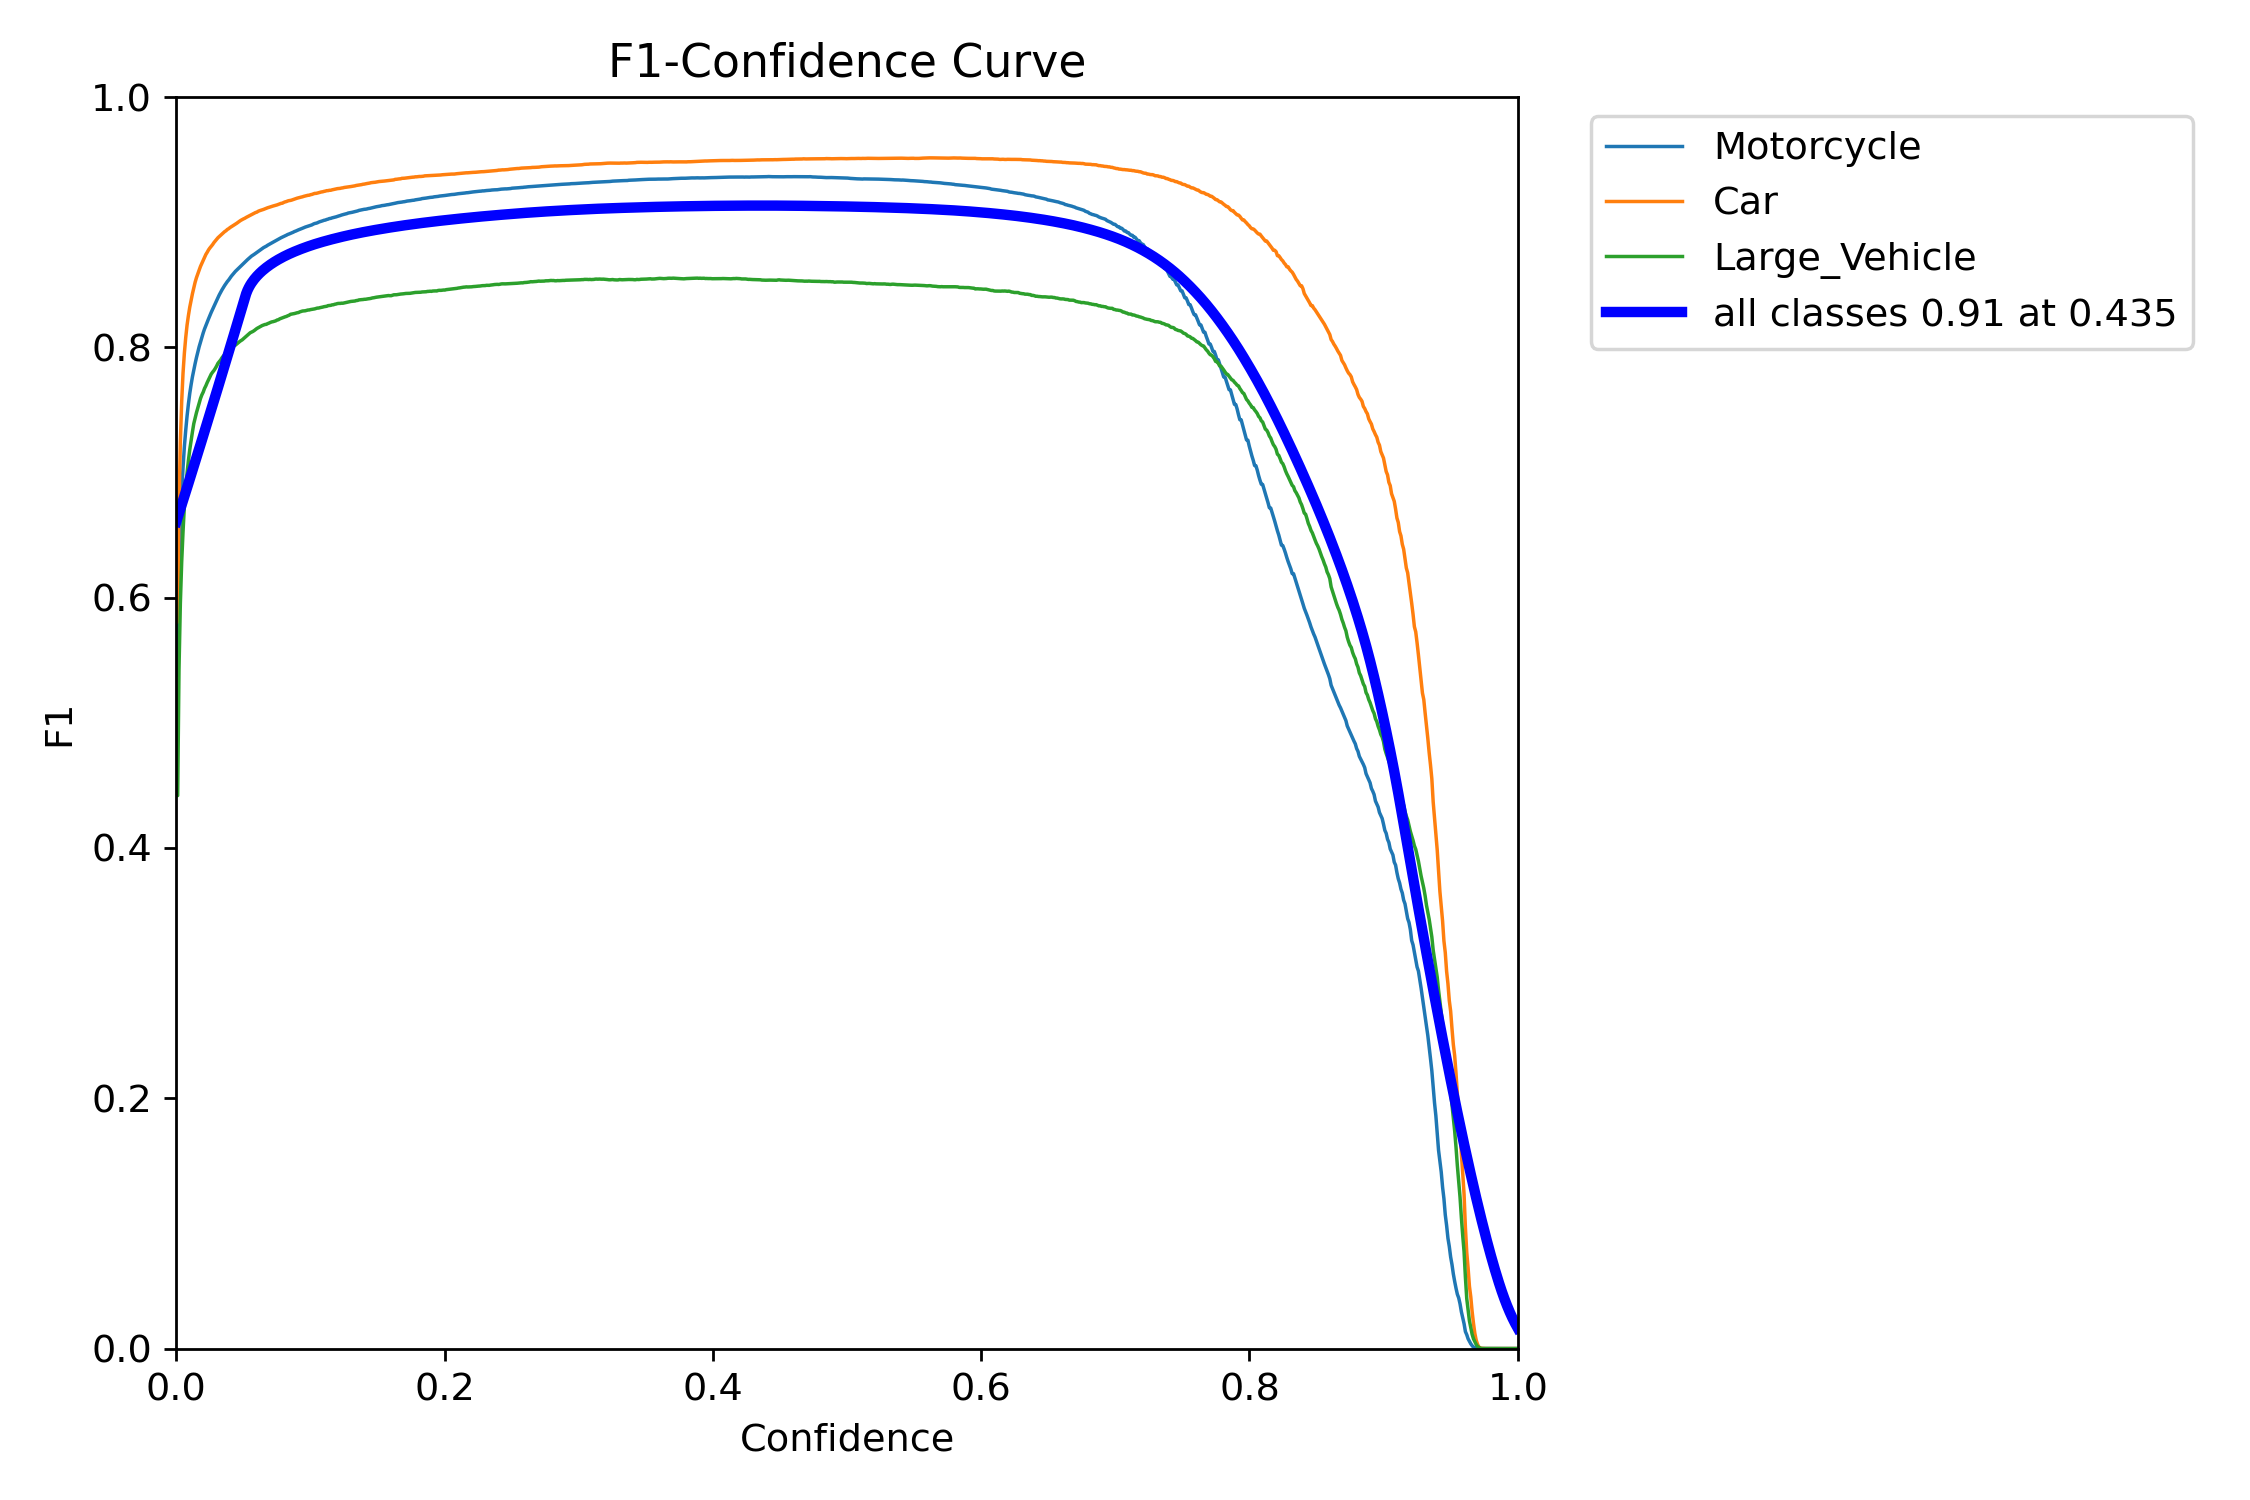 F1-Confidence Curve
1.0
0.8
0.6
0.4
0.2
0.0
F1
0.0 0.2 0.4 0.6 0.8 1.0
Confidence
Motorcycle
Car
Large_Vehicle
all classes 0.91 at 0.435